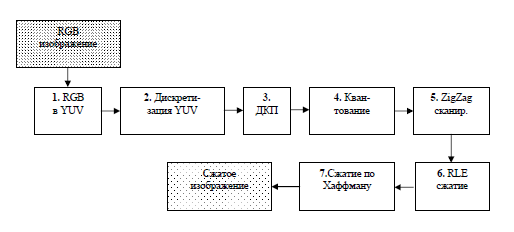 RGB
изображение
1. RGB
в YUV
2. Дискрети-
зация YUV
3.
ДКП
4. Кван-
тование
5. ZigZag
сканир.
6. RLE
сжатие
7.Сжатие по
Хаффману
Сжатое
изображение